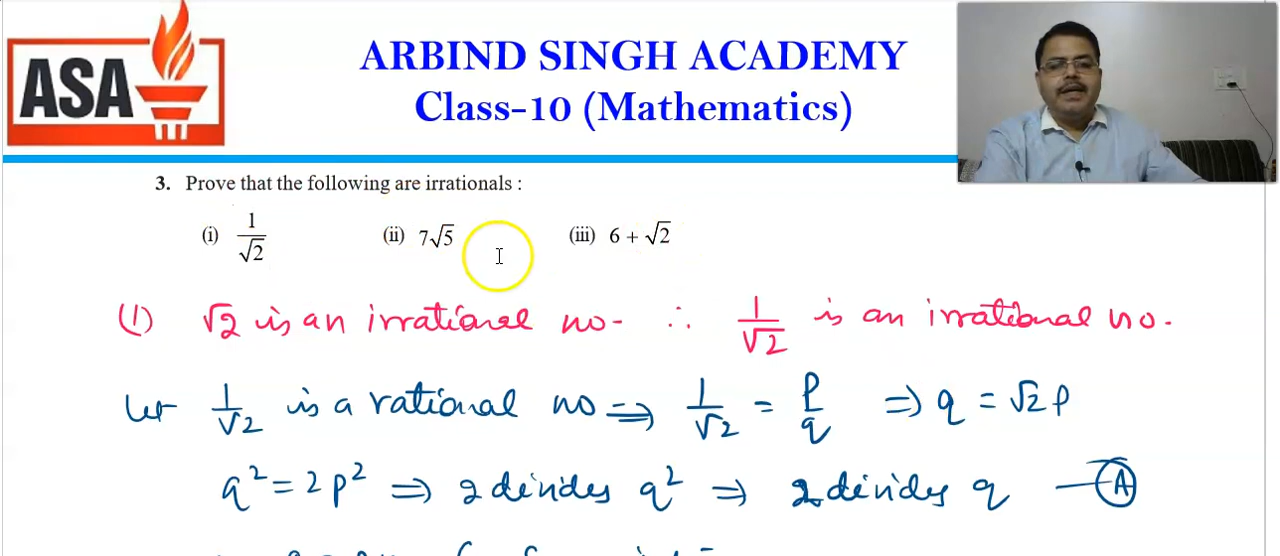 ASA
ARBIND SINGH ACADEMY
Class-10 (Mathematics)
3. Prove that the following are irrationals :
(i) 1/√2 (ii) 7√5 (iii) 6 + √2
(1) √2 is an irrational no- ∴ 1/√2 is an irrational no.
Let 1/√2 is a rational no ⇒ 1/√2 = P/q ⇒ q = √2 P
q² = 2P² ⇒ 2 divides q² ⇒ 2 divides q — Ⓐ